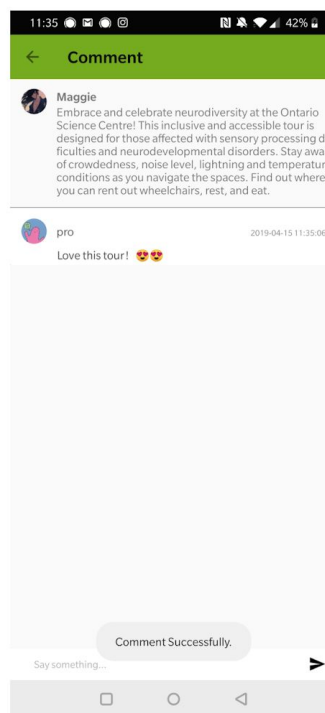 11:35
42%
Comment
Maggie
Embrace and celebrate neurodiversity at the Ontario
Science Centre! This inclusive and accessible tour is
designed for those affected with sensory processing d
ficulties and neurodevelopmental disorders. Stay awa
of crowdedness, noise level, lightning and temperatur
conditions as you navigate the spaces. Find out where
you can rent out wheelchairs, rest, and eat.
pro 2019-04-15 11:35:06
Love this tour! 😍😍
Comment Successfully.
Say something...